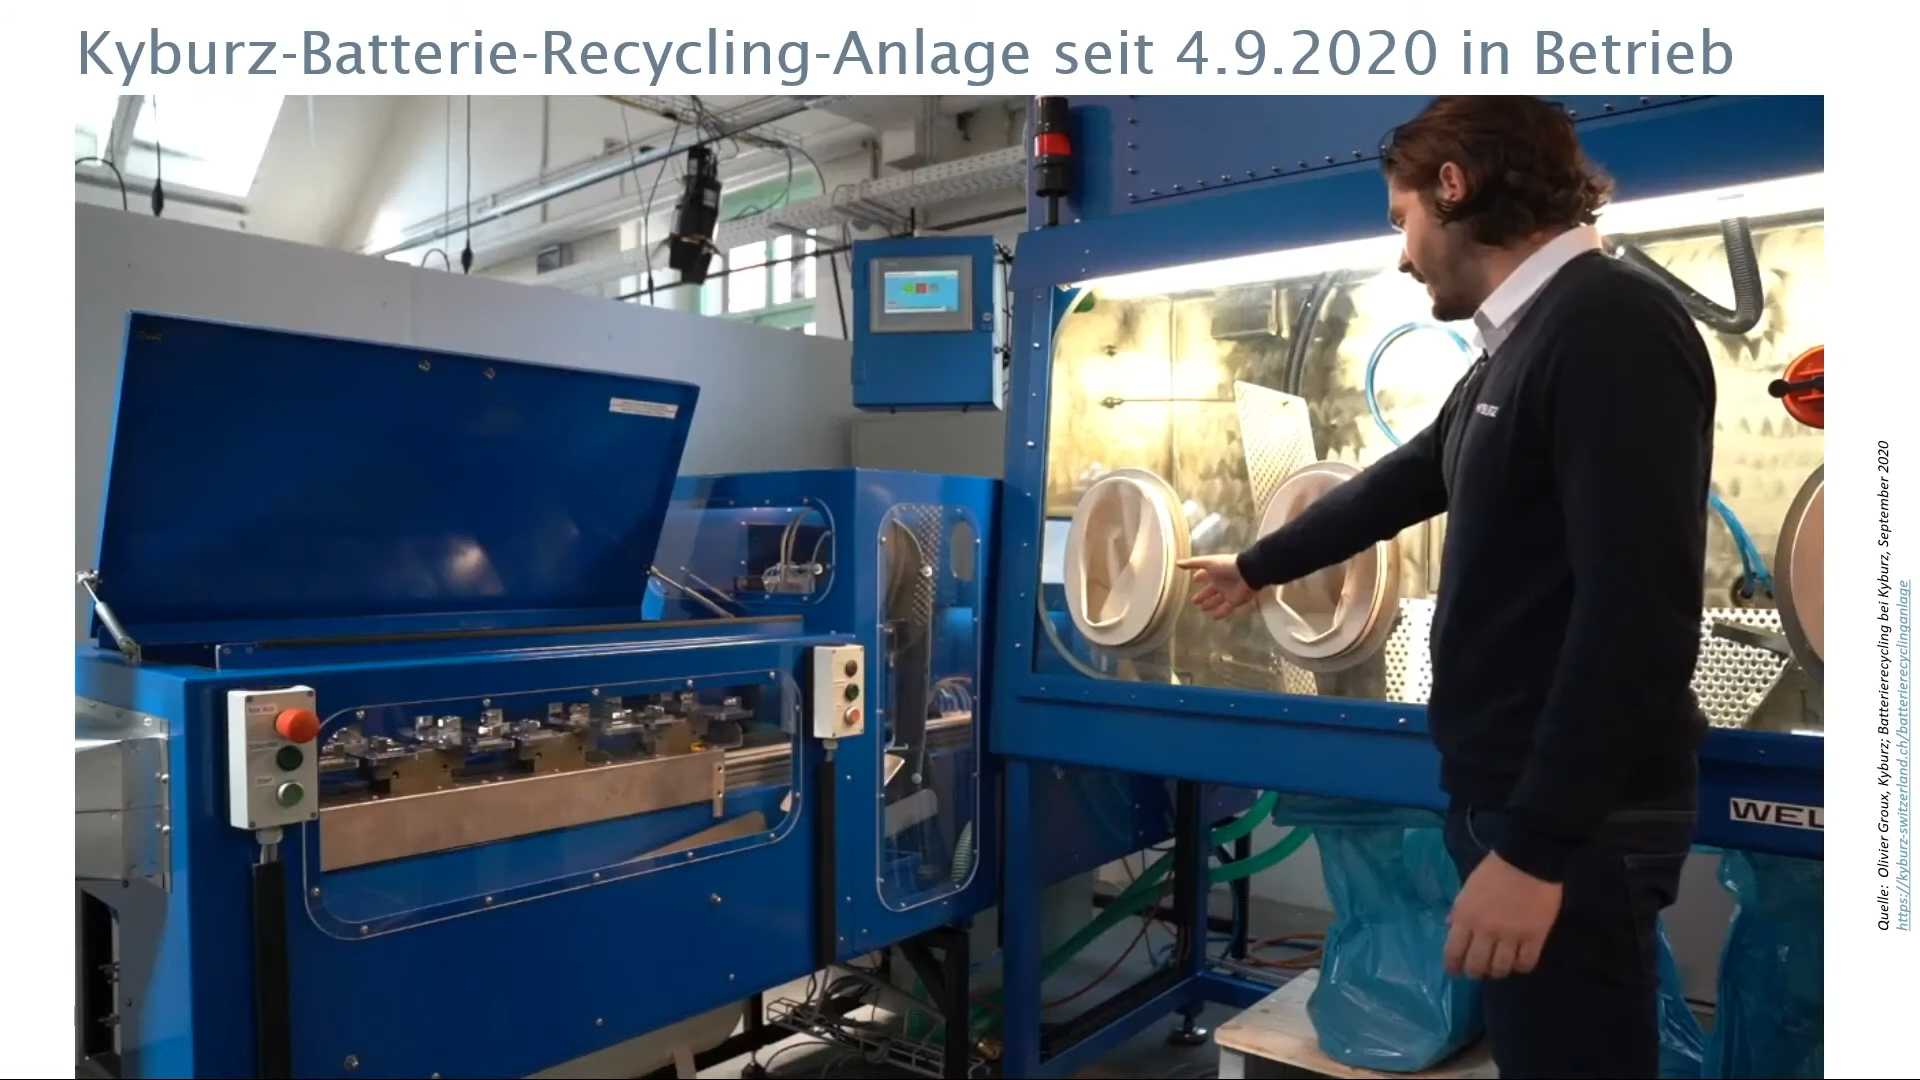 Kyburz-Batterie-Recycling-Anlage seit 4.9.2020 in Betrieb
WEL
Start
Quelle: Olivier Groux, Kyburz; Batterierecycling bei Kyburz, September 2020
https://kyburz-switzerland.ch/batterierecyclinganlage